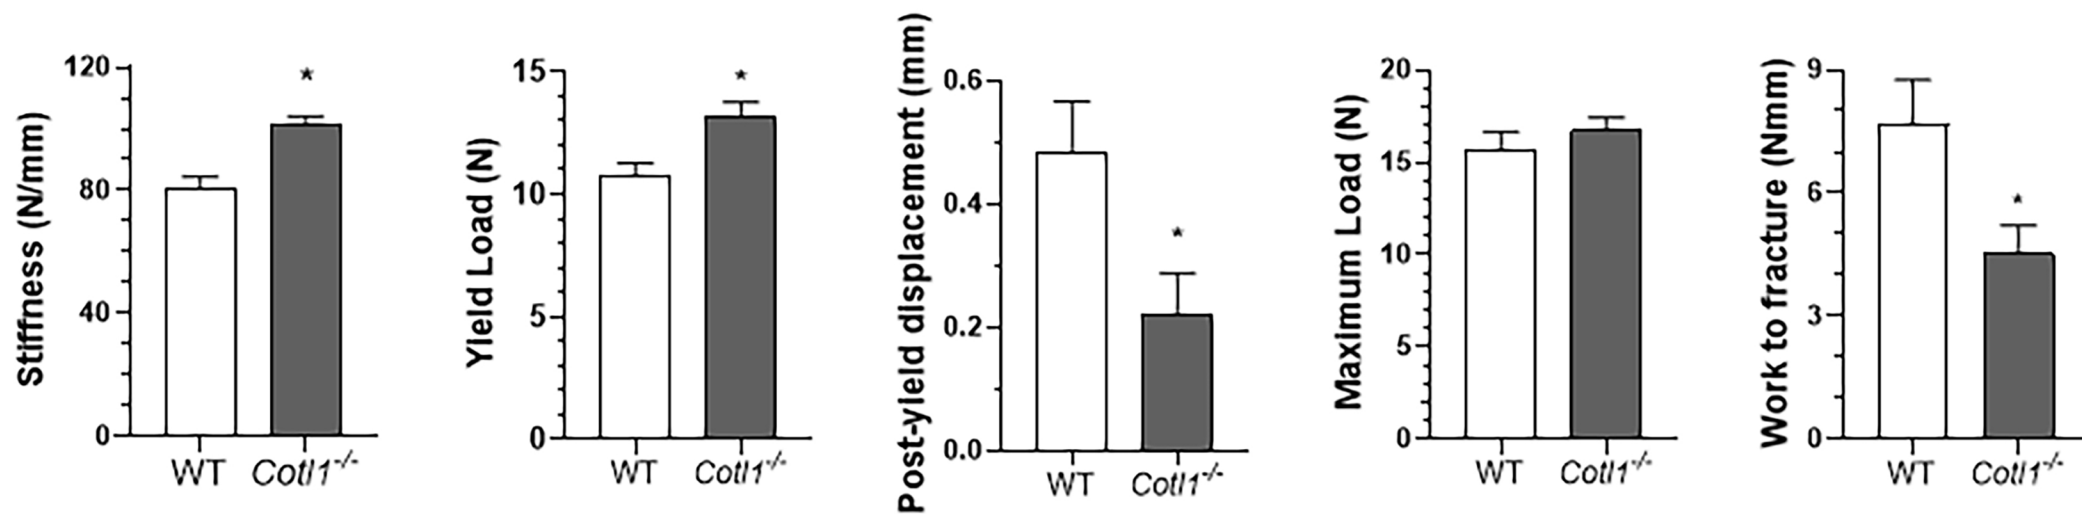 Stiffness (N/mm)
120
80
40
0
*
WT Cotl1-/-
Yield Load (N)
15
10
5
0
*
WT Cotl1-/-
Post-yield displacement (mm)
0.6
0.4
0.2
0.0
*
WT Cotl1-/-
Maximum Load (N)
20
15
10
5
0
WT Cotl1-/-
Work to fracture (Nmm)
9
6
3
0
*
WT Cotl1-/-